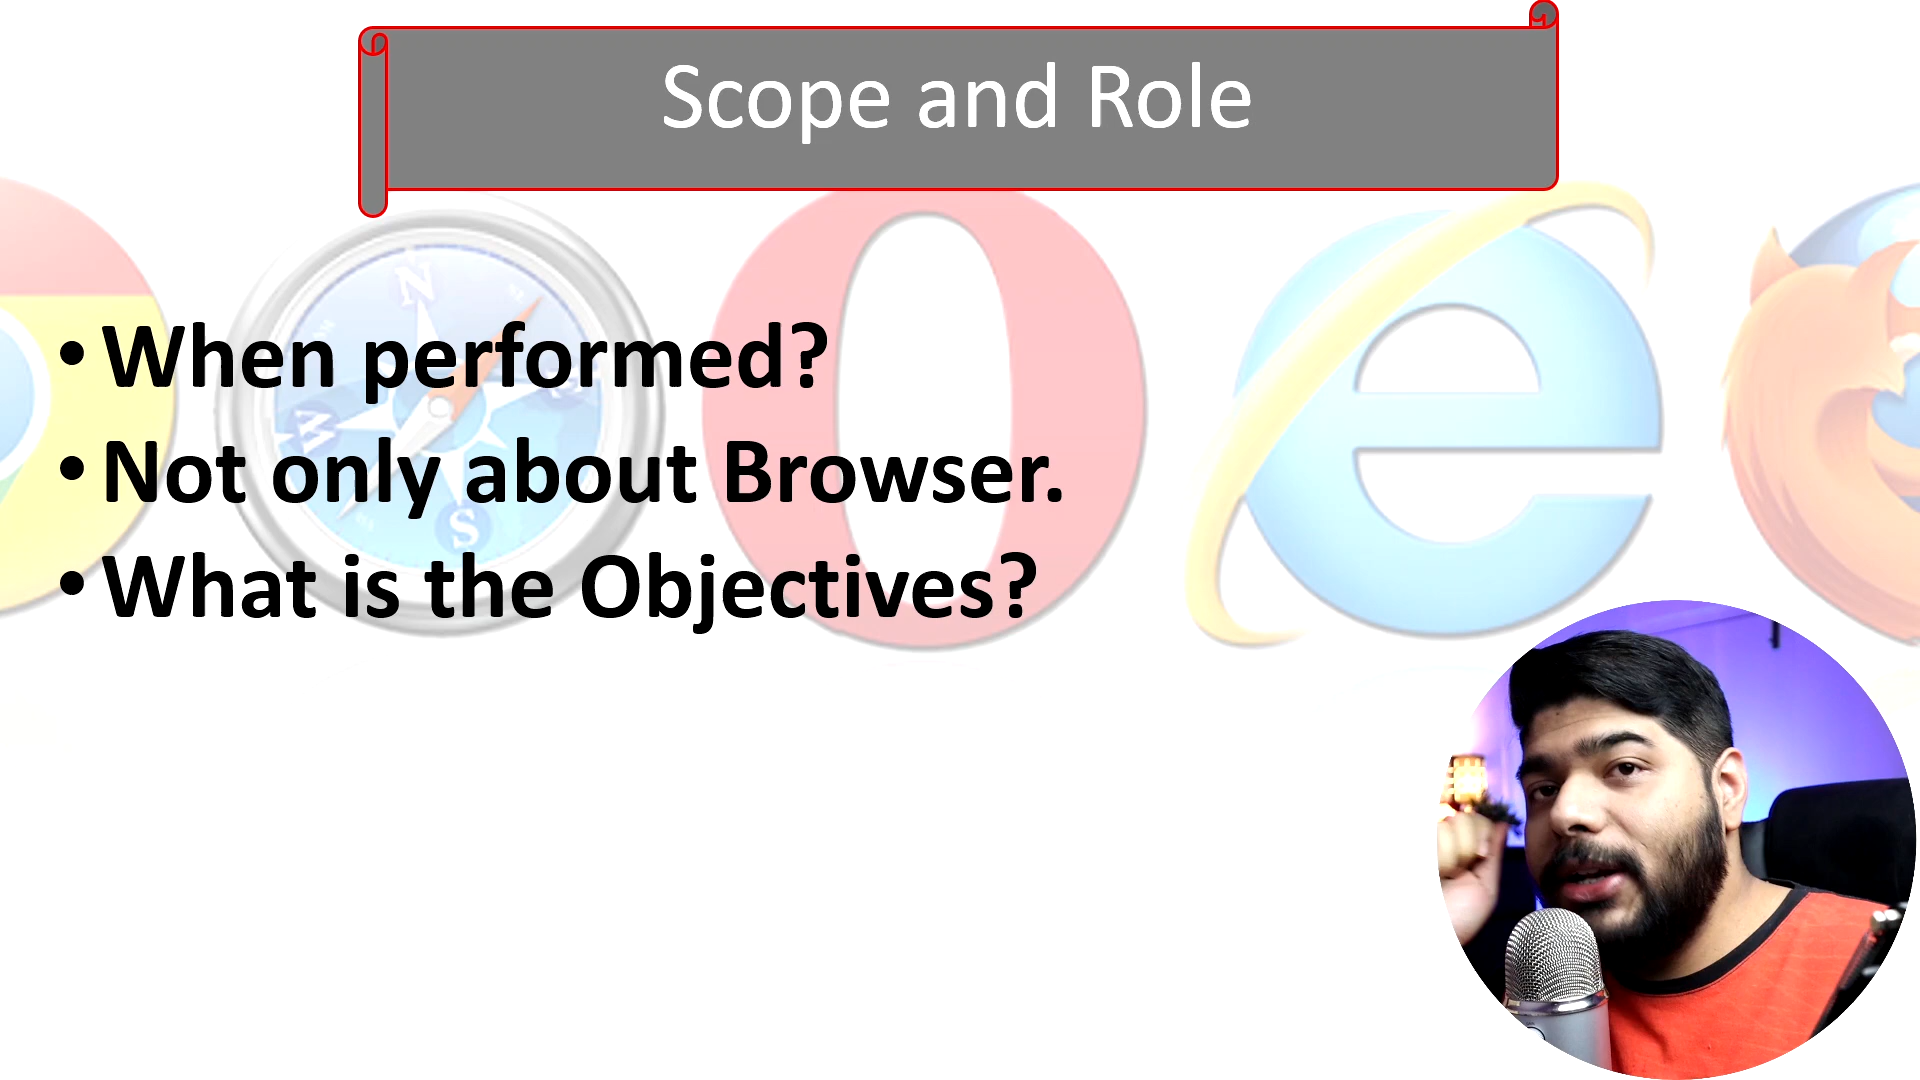 Scope and Role
• When performed?
• Not only about Browser.
• What is the Objectives?
N
W
S